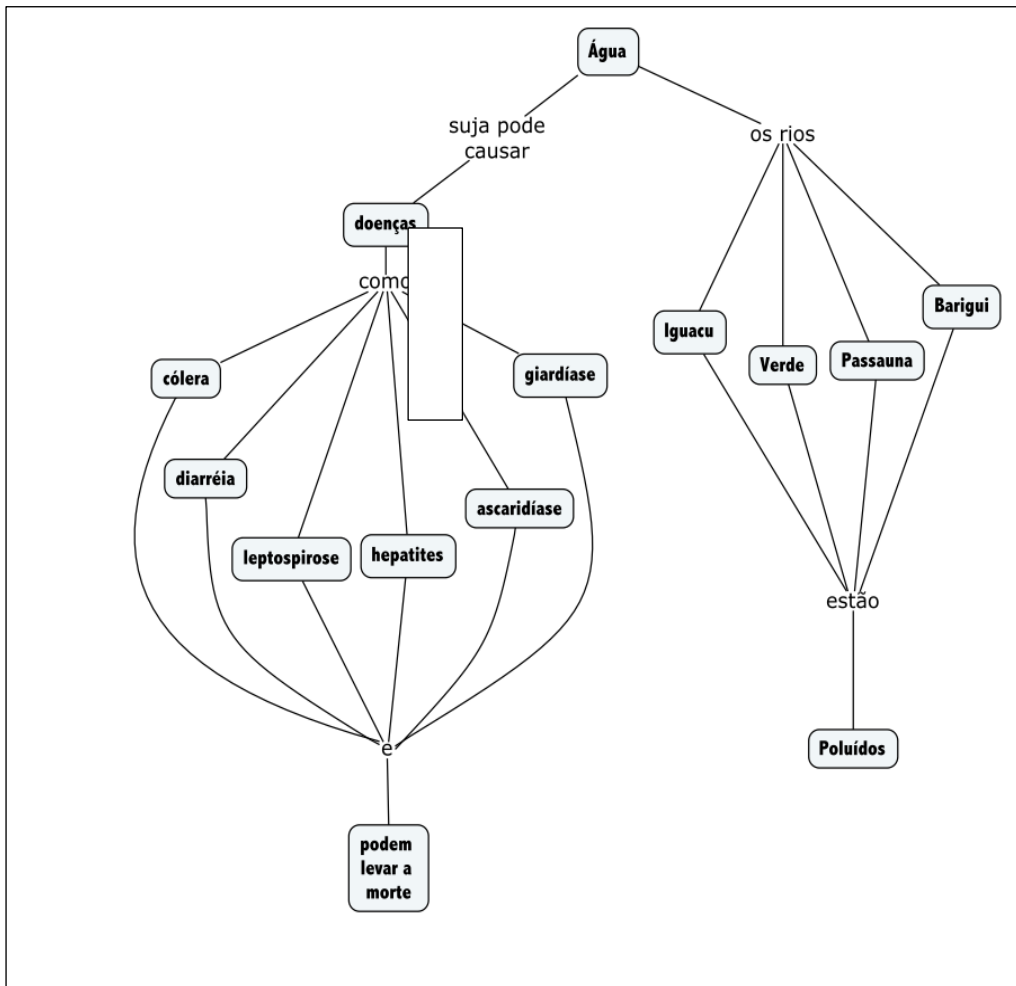 Água
suja pode
causar
os rios
doenças
como
Iguacu
Verde
Passauna
Barigui
cólera
diarréia
leptospirose
hepatites
ascaridíase
giardíase
estão
e
Poluídos
podem
levar a
morte